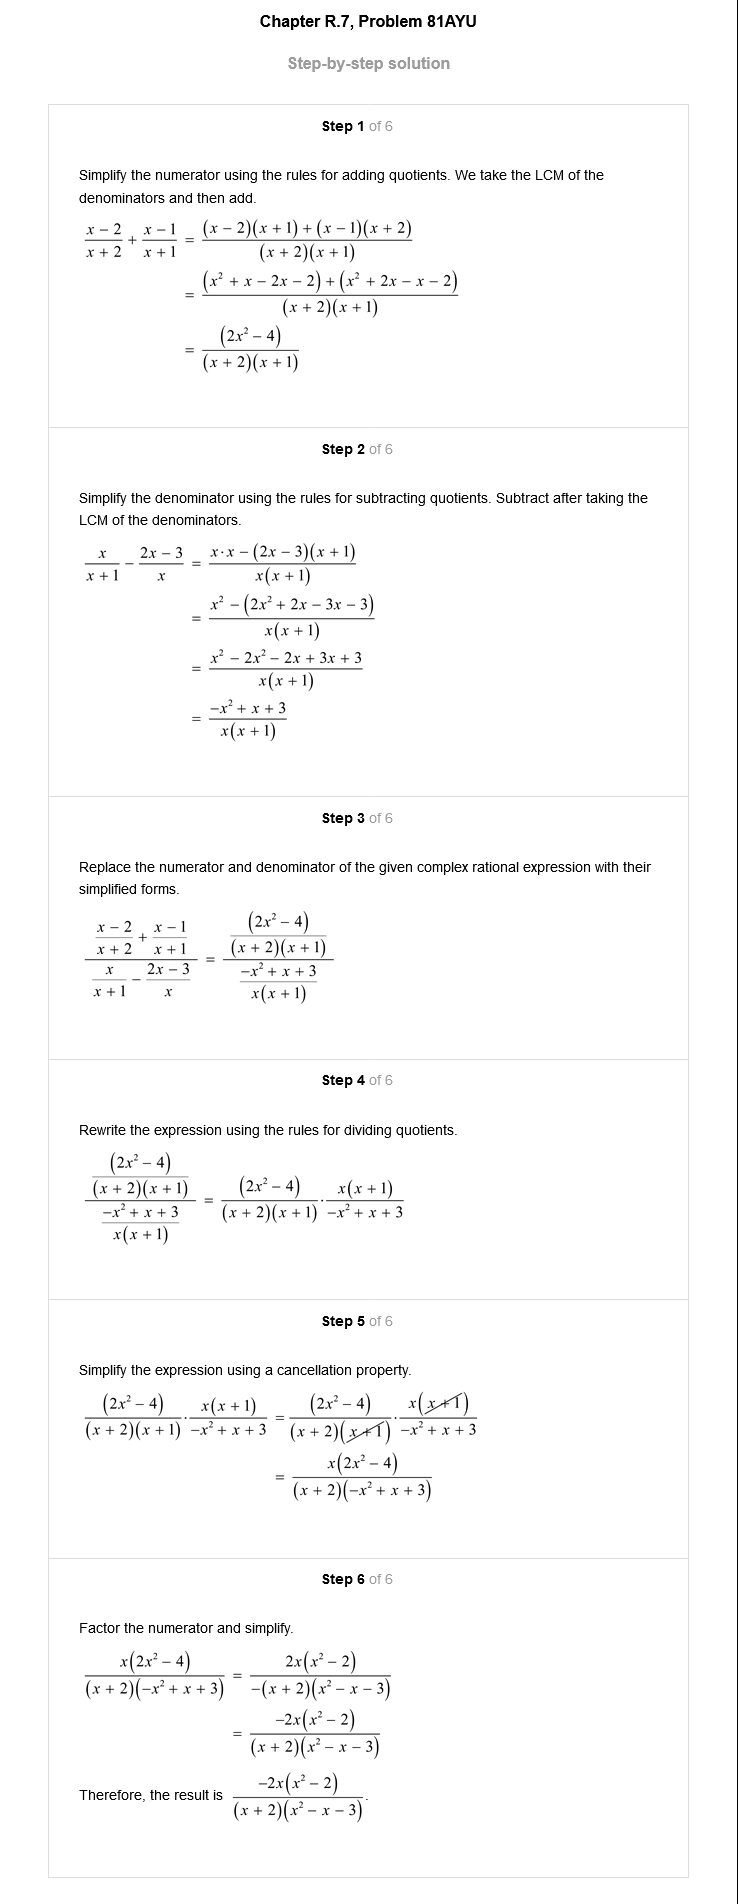 Chapter R.7, Problem 81AYU
Step-by-step solution
Step 1 of 6
Simplify the numerator using the rules for adding quotients. We take the LCM of the
denominators and then add.
\frac{x-2}{x+2} + \frac{x-1}{x+1} = \frac{(x-2)(x+1)+(x-1)(x+2)}{(x+2)(x+1)}
= \frac{(x^2+x-2x-2)+(x^2+2x-x-2)}{(x+2)(x+1)}
= \frac{(2x^2-4)}{(x+2)(x+1)}
Step 2 of 6
Simplify the denominator using the rules for subtracting quotients. Subtract after taking the
LCM of the denominators.
\frac{x}{x+1} - \frac{2x-3}{x} = \frac{x·x-(2x-3)(x+1)}{x(x+1)}
= \frac{x^2-(2x^2+2x-3x-3)}{x(x+1)}
= \frac{x^2-2x^2-2x+3x+3}{x(x+1)}
= \frac{-x^2+x+3}{x(x+1)}
Step 3 of 6
Replace the numerator and denominator of the given complex rational expression with their
simplified forms.
\frac{\frac{x-2}{x+2}+\frac{x-1}{x+1}}{\frac{x}{x+1}-\frac{2x-3}{x}} = \frac{\frac{(2x^2-4)}{(x+2)(x+1)}}{\frac{-x^2+x+3}{x(x+1)}}
Step 4 of 6
Rewrite the expression using the rules for dividing quotients.
\frac{\frac{(2x^2-4)}{(x+2)(x+1)}}{\frac{-x^2+x+3}{x(x+1)}} = \frac{(2x^2-4)}{(x+2)(x+1)} · \frac{x(x+1)}{-x^2+x+3}
Step 5 of 6
Simplify the expression using a cancellation property.
\frac{(2x^2-4)}{(x+2)(x+1)} · \frac{x(x+1)}{-x^2+x+3} = \frac{(2x^2-4)}{(x+2)(x+1)} · \frac{x(x+1)}{-x^2+x+3}
= \frac{x(2x^2-4)}{(x+2)(-x^2+x+3)}
Step 6 of 6
Factor the numerator and simplify.
\frac{x(2x^2-4)}{(x+2)(-x^2+x+3)} = \frac{2x(x^2-2)}{-(x+2)(x^2-x-3)}
= \frac{-2x(x^2-2)}{(x+2)(x^2-x-3)}
Therefore, the result is \frac{-2x(x^2-2)}{(x+2)(x^2-x-3)}.